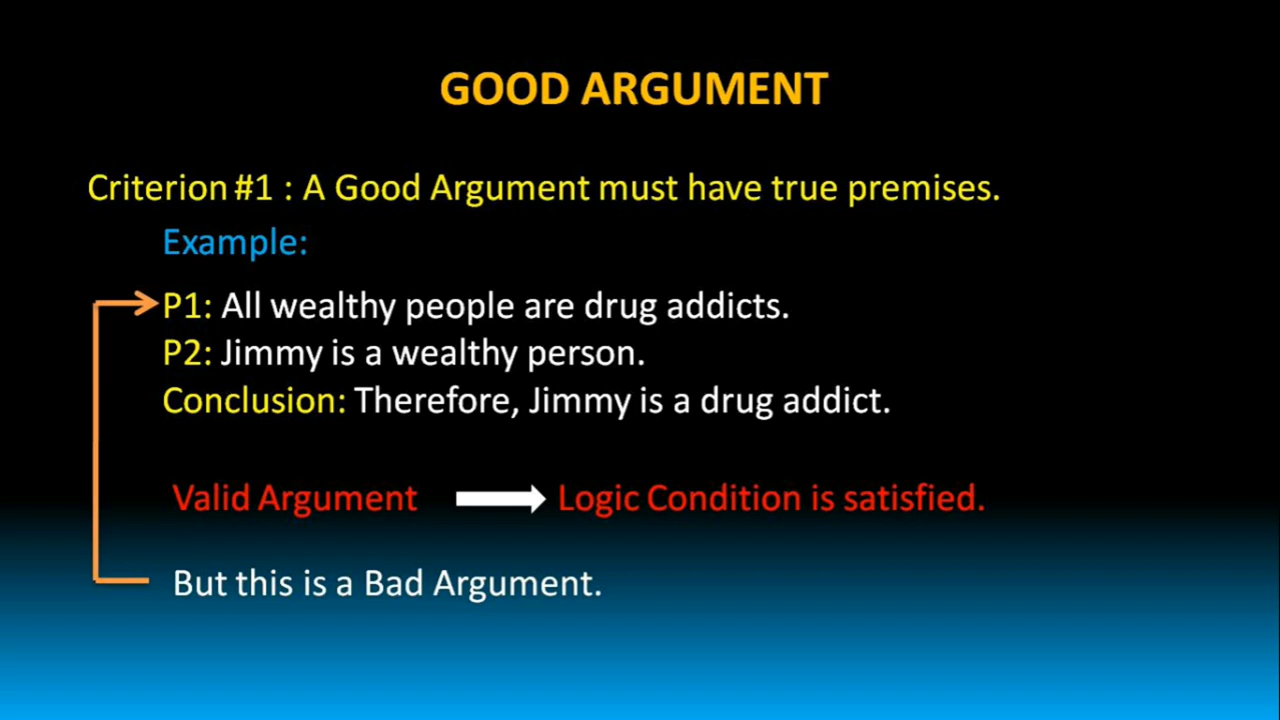 GOOD ARGUMENT
Criterion #1 : A Good Argument must have true premises.
Example:
P1: All wealthy people are drug addicts.
P2: Jimmy is a wealthy person.
Conclusion: Therefore, Jimmy is a drug addict.
Valid Argument Logic Condition is satisfied.
But this is a Bad Argument.